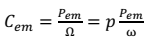 C_em = P_em/Ω = p P_em/ω